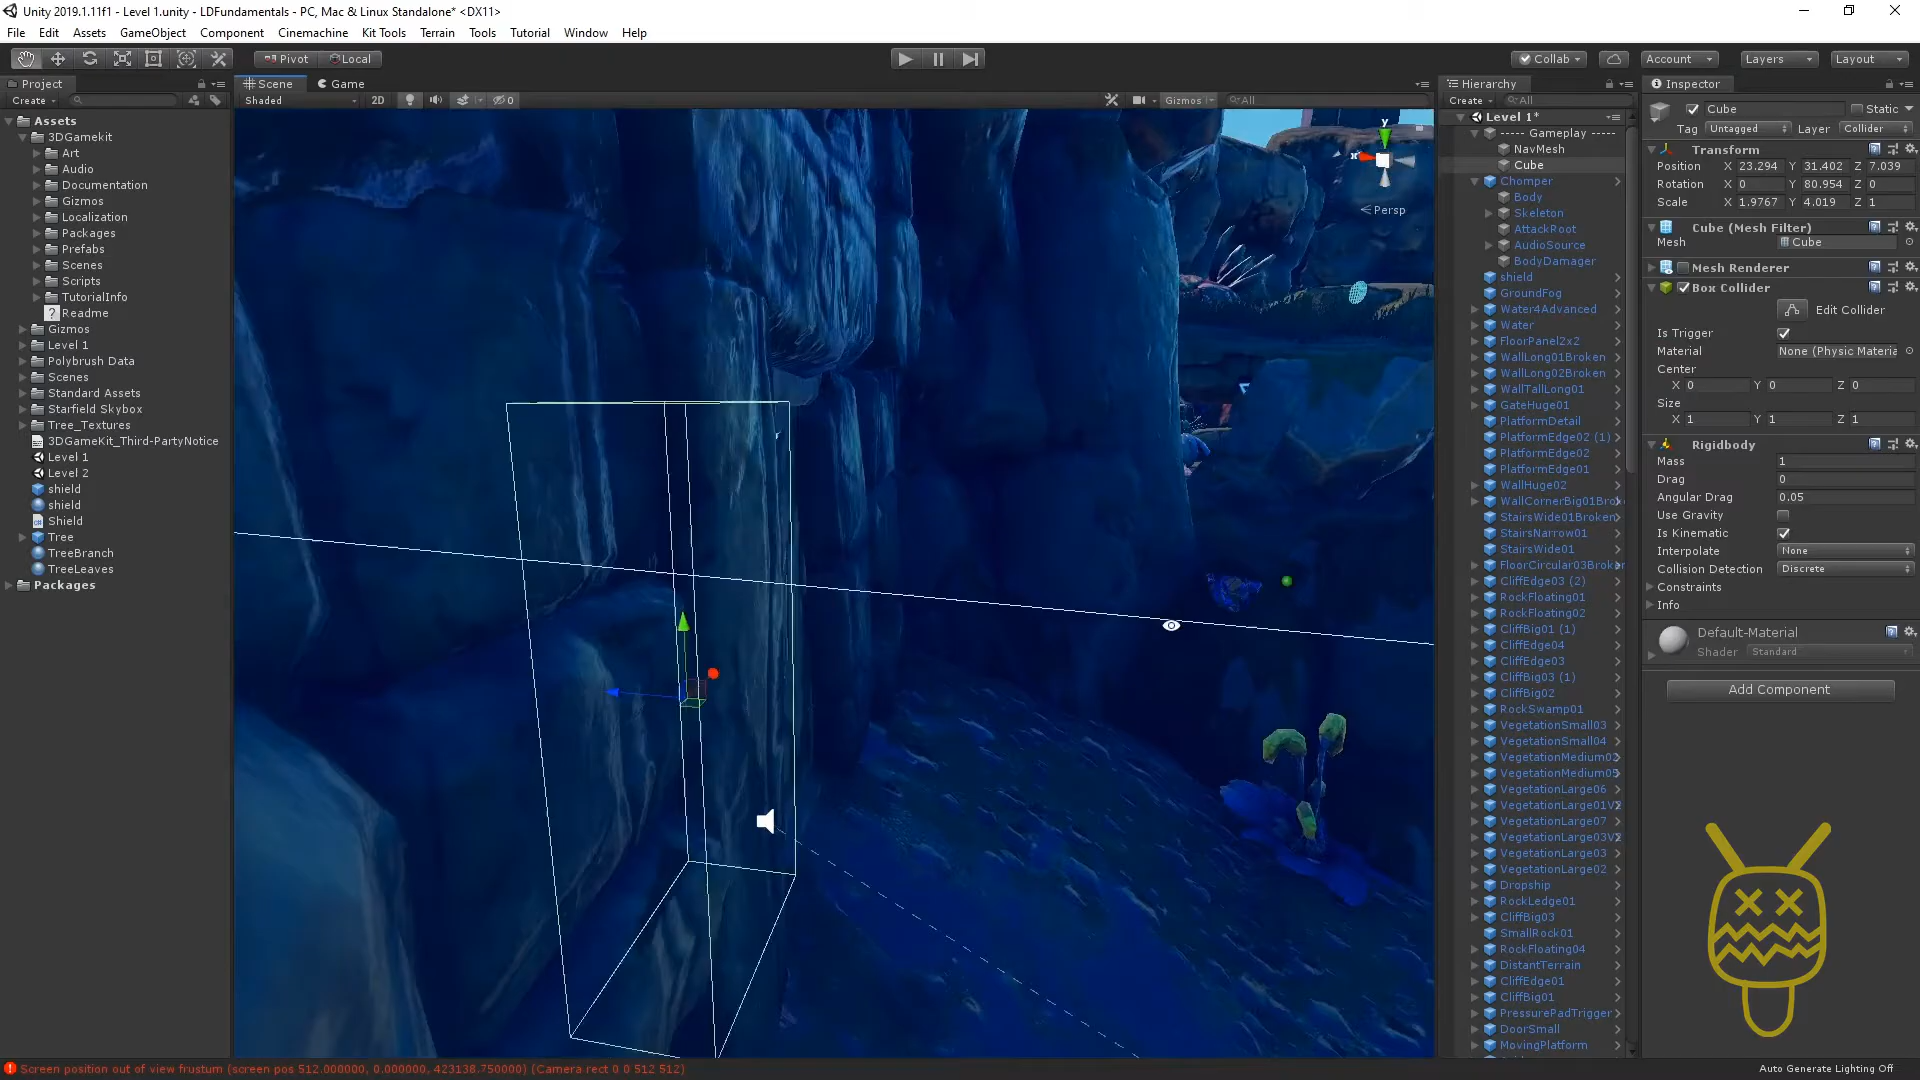 Unity 2019.1.11f1 - Level 1.unity - LDFundamentals - PC, Mac & Linux Standalone* <DX11>
File Edit Assets GameObject Component Cinemachine Kit Tools Terrain Tools Tutorial Window Help
Pivot Local Collab Account Layers Layout
Project
Create
Assets
3DGamekit
Art
Audio
Documentation
Gizmos
Localization
Packages
Prefabs
Scenes
Scripts
TutorialInfo
Readme
Gizmos
Level 1
Polybrush Data
Scenes
Standard Assets
Starfield Skybox
Tree_Textures
3DGameKit_Third-PartyNotice
Level 1
Level 2
shield
shield
Shield
Tree
TreeBranch
TreeLeaves
Packages
Scene Game
Shaded 2D 0 Gizmos All
y
x
Persp
Hierarchy
Create All
Level 1*
----- Gameplay -----
NavMesh
Cube
Chomper
Body
Skeleton
AttackRoot
AudioSource
BodyDamager
shield
GroundFog
Water4Advanced
Water
FloorPanel2x2
WallLong01Broken
WallLong02Broken
WallTallLong01
GateHuge01
PlatformDetail
PlatformEdge02 (1)
PlatformEdge02
PlatformEdge01
WallHuge02
WallCornerBig01Brok
StairsWide01Broken
StairsNarrow01
StairsWide01
FloorCircular03Broken
CliffEdge03 (2)
RockFloating01
RockFloating02
CliffBig01 (1)
CliffEdge04
CliffEdge03
CliffBig03 (1)
CliffBig02
RockSwamp01
VegetationSmall03
VegetationSmall04
VegetationMedium02
VegetationMedium05
VegetationLarge06
VegetationLarge01V2
VegetationLarge07
VegetationLarge03V2
VegetationLarge03
VegetationLarge02
Dropship
RockLedge01
CliffBig03
SmallRock01
RockFloating04
DistantTerrain
CliffEdge01
CliffBig01
PressurePadTrigger
DoorSmall
MovingPlatform
Inspector
Cube Static
Tag Untagged Layer Collider
Transform
Position X 23.294 Y 31.402 Z 7.039
Rotation X 0 Y 80.954 Z 0
Scale X 1.9767 Y 4.019 Z 1
Cube (Mesh Filter)
Mesh Cube
Mesh Renderer
Box Collider
Edit Collider
Is Trigger
Material None (Physic Materia
Center
X 0 Y 0 Z 0
Size
X 1 Y 1 Z 1
Rigidbody
Mass 1
Drag 0
Angular Drag 0.05
Use Gravity
Is Kinematic
Interpolate None
Collision Detection Discrete
Constraints
Info
Default-Material
Shader Standard
Add Component
Screen position out of view frustum (screen pos 512.000000, 0.000000, 423138.750000) (Camera rect 0 0 512 512)
Auto Generate Lighting Off